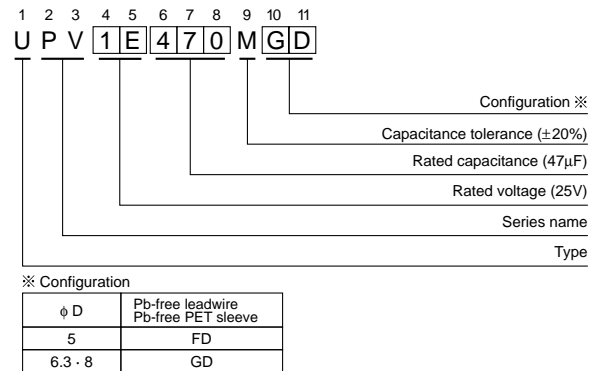 1 2 3 4 5 6 7 8 9 10 11
U P V 1 E 4 7 0 M G D
Configuration ※
Capacitance tolerance (±20%)
Rated capacitance (47µF)
Rated voltage (25V)
Series name
Type
※ Configuration
ϕ D Pb-free leadwire
Pb-free PET sleeve
5 FD
6.3 · 8 GD